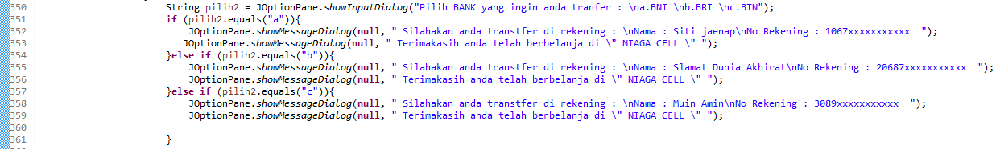 350 String pilih2 = JOptionPane.showInputDialog("Pilih BANK yang ingin anda tranfer : \na.BNI \nb.BRI \nc.BTN");
351 if (pilih2.equals("a")){
352 JOptionPane.showMessageDialog(null, " Silahakan anda transtfer di rekening : \nNama : Siti jaenap\nNo Rekening : 1067xxxxxxxxxxx  ");
353 JOptionPane.showMessageDialog(null, " Terimakasih anda telah berbelanja di \" NIAGA CELL \" ");
354 }else if (pilih2.equals("b")){
355 JOptionPane.showMessageDialog(null, " Silahakan anda transtfer di rekening : \nNama : Slamat Dunia Akhirat\nNo Rekening : 20687xxxxxxxxxxx  ");
356 JOptionPane.showMessageDialog(null, " Terimakasih anda telah berbelanja di \" NIAGA CELL \" ");
357 }else if (pilih2.equals("c")){
358 JOptionPane.showMessageDialog(null, " Silahakan anda transtfer di rekening : \nNama : Muin Amin\nNo Rekening : 3089xxxxxxxxxxx  ");
359 JOptionPane.showMessageDialog(null, " Terimakasih anda telah berbelanja di \" NIAGA CELL \" ");
360
361 }